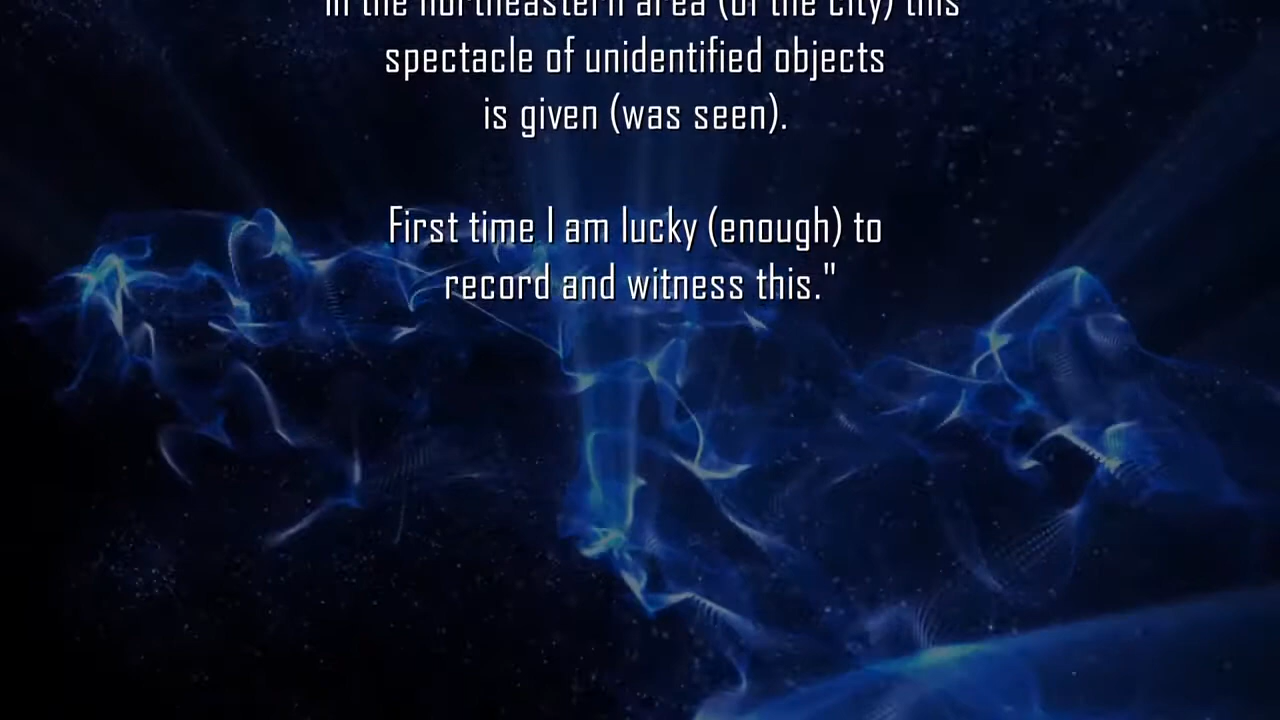 in the northeastern area (of the city) this
spectacle of unidentified objects
is given (was seen).
First time I am lucky (enough) to
record and witness this."